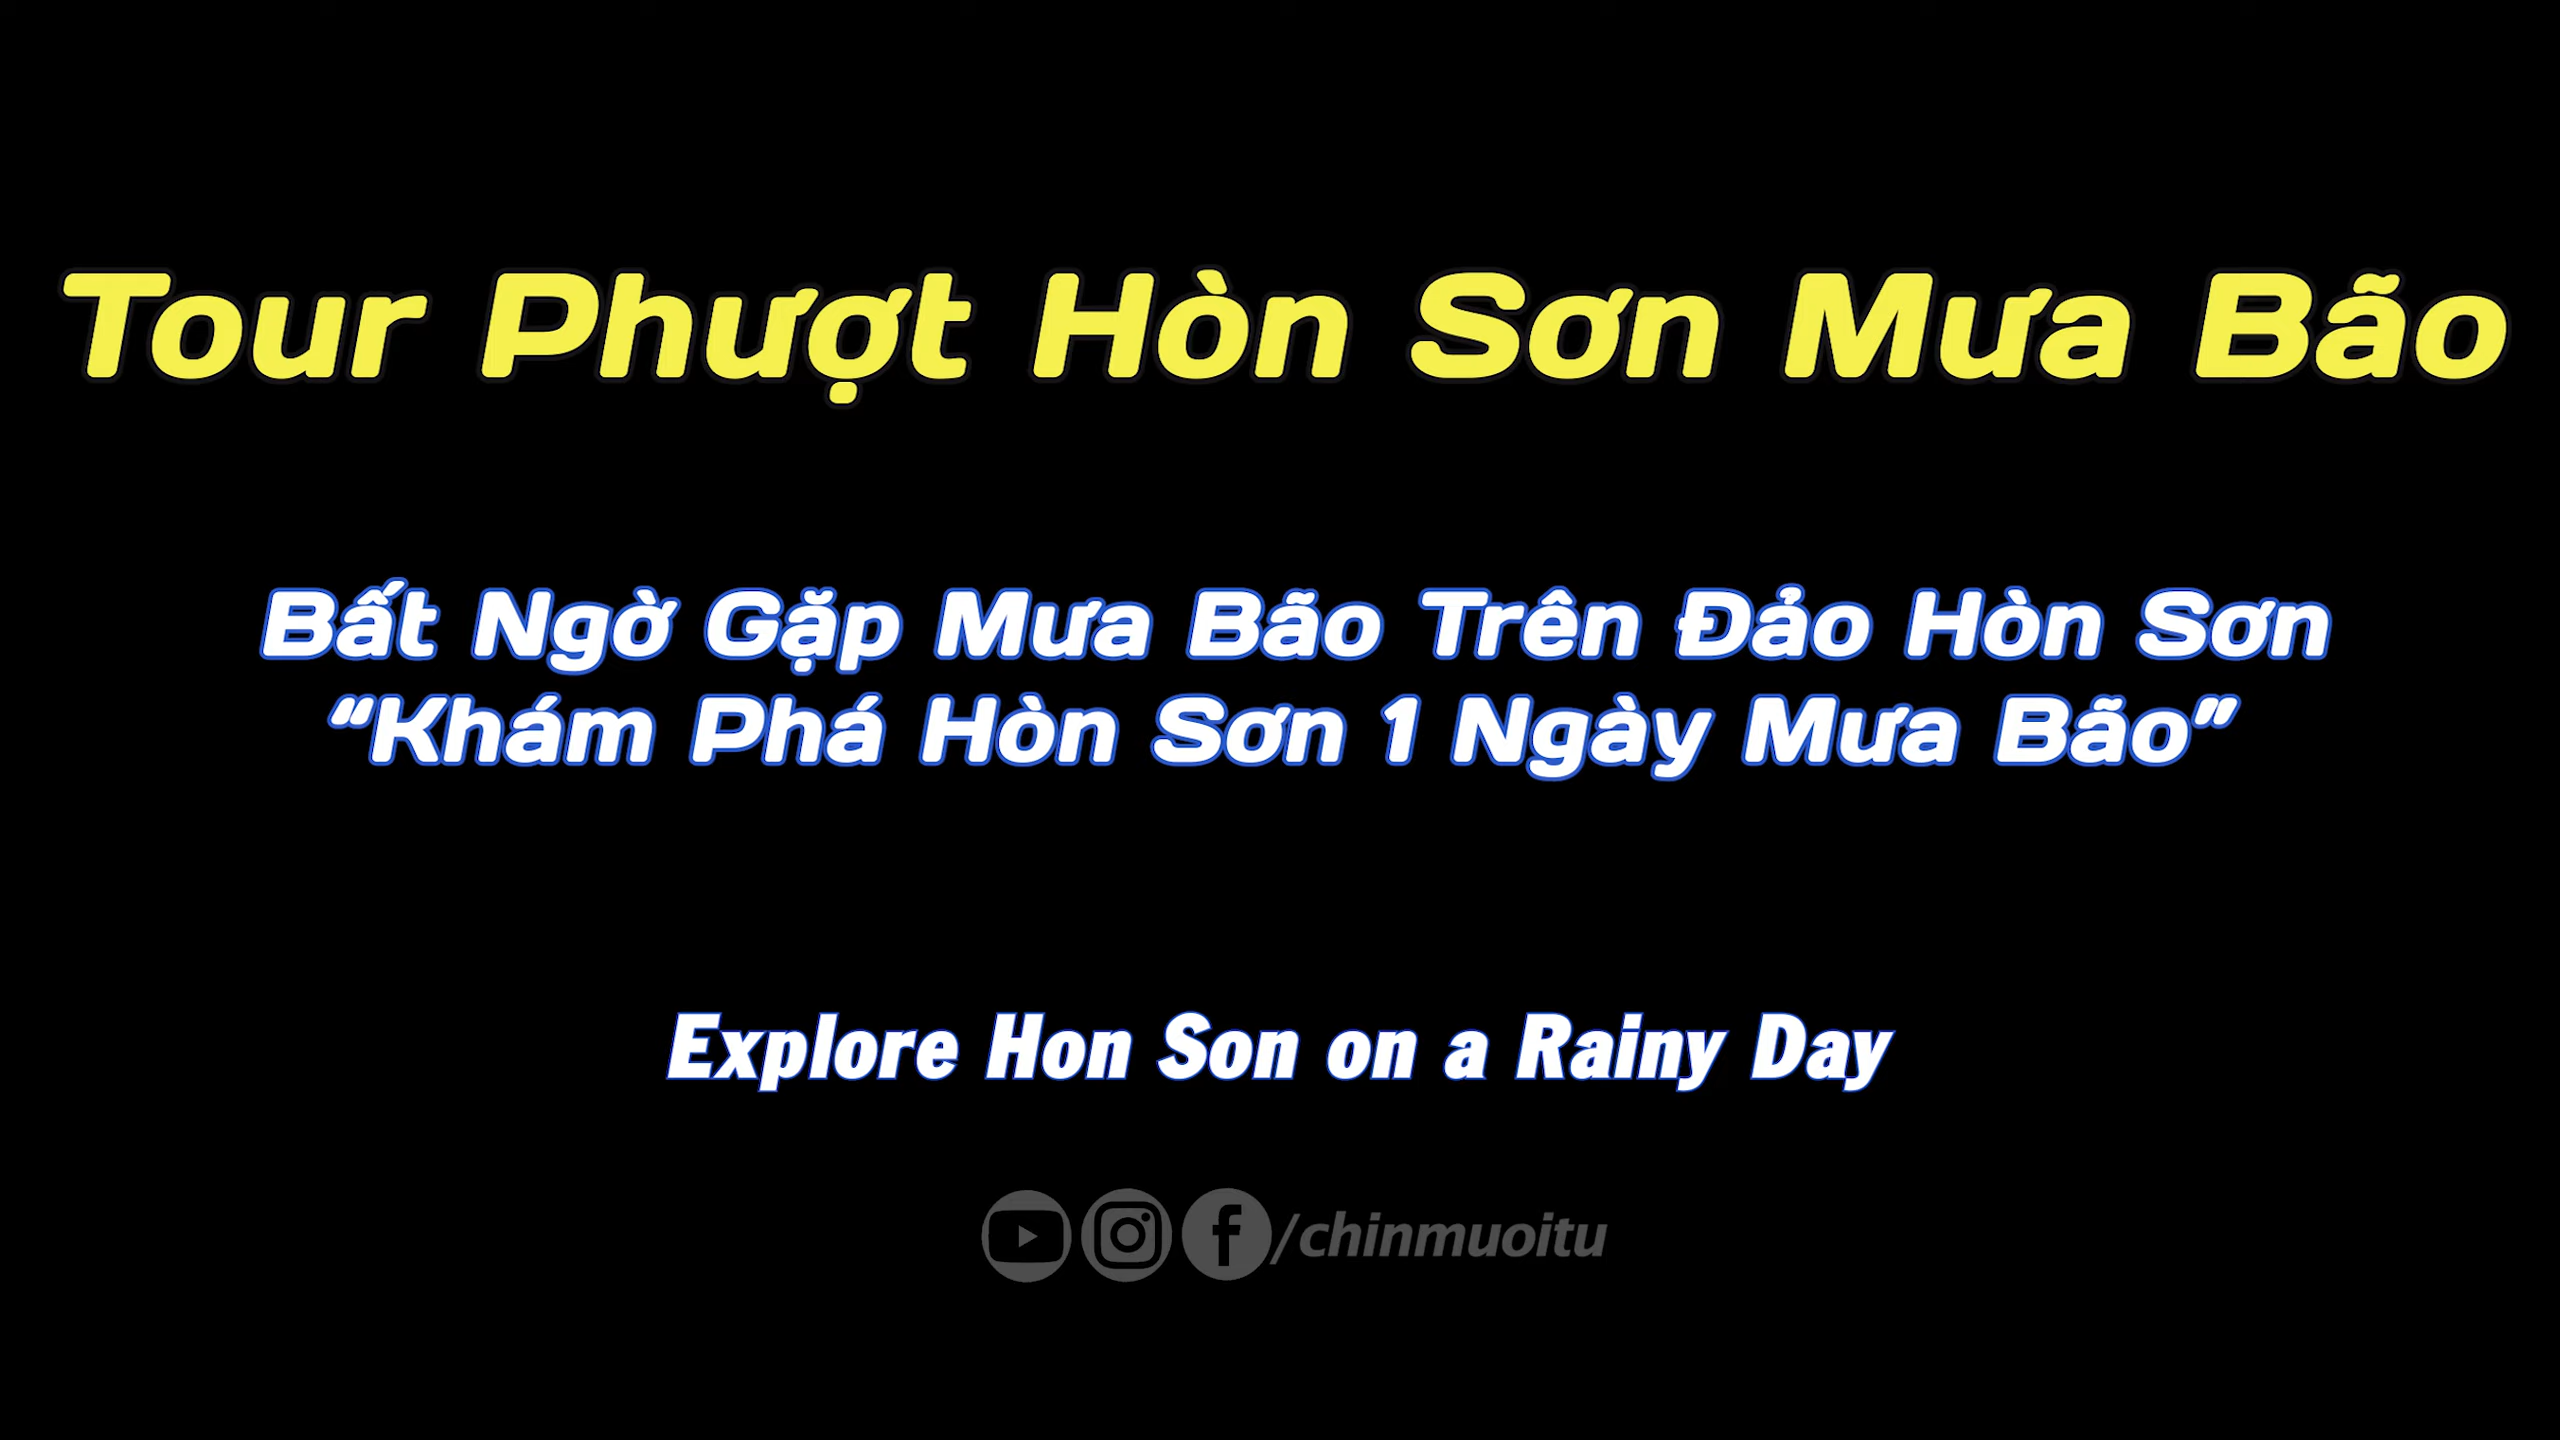 Tour Phượt Hòn Sơn Mưa Bão
Bất Ngờ Gặp Mưa Bão Trên Đảo Hòn Sơn
“Khám Phá Hòn Sơn 1 Ngày Mưa Bão”
Explore Hon Son on a Rainy Day
/chinmuoitu